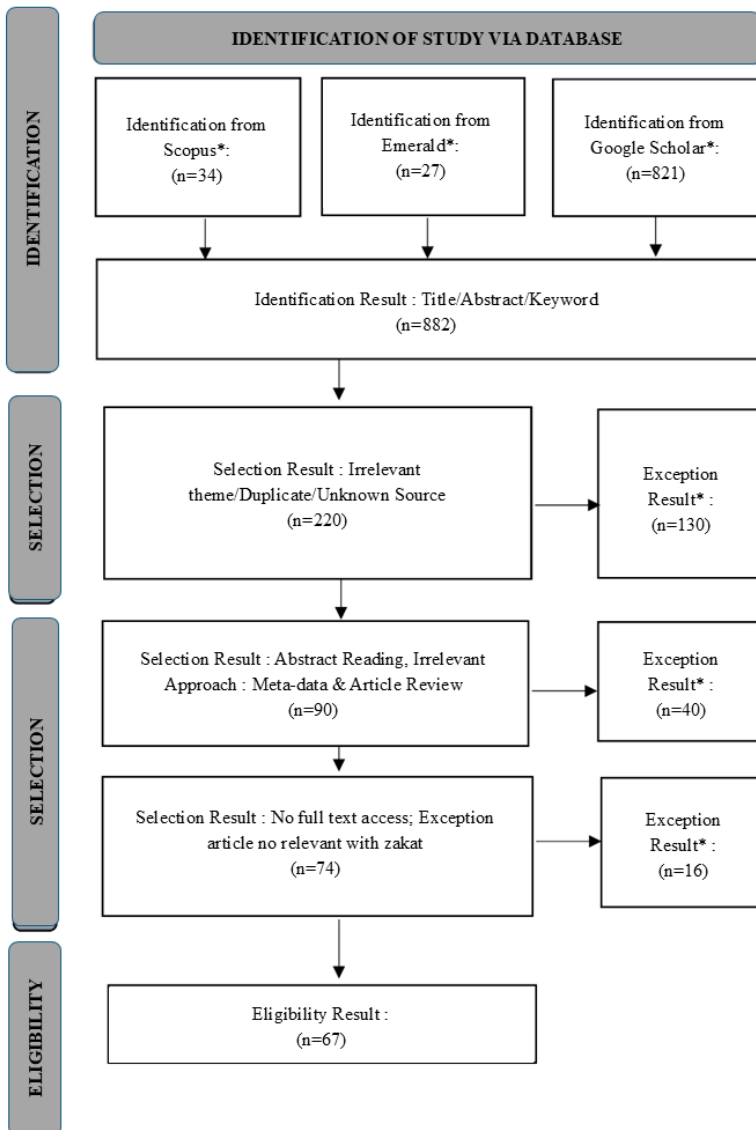 IDENTIFICATION OF STUDY VIA DATABASE
IDENTIFICATION
Identification from
Scopus*:
(n=34)
Identification from
Emerald*:
(n=27)
Identification from
Google Scholar*:
(n=821)
Identification Result : Title/Abstract/Keyword
(n=882)
SELECTION
Selection Result : Irrelevant
theme/Duplicate/Unknown Source
(n=220)
Exception
Result* :
(n=130)
SELECTION
Selection Result : Abstract Reading, Irrelevant
Approach : Meta-data & Article Review
(n=90)
Exception
Result* :
(n=40)
Selection Result : No full text access; Exception
article no relevant with zakat
(n=74)
Exception
Result* :
(n=16)
ELIGIBILITY
Eligibility Result :
(n=67)